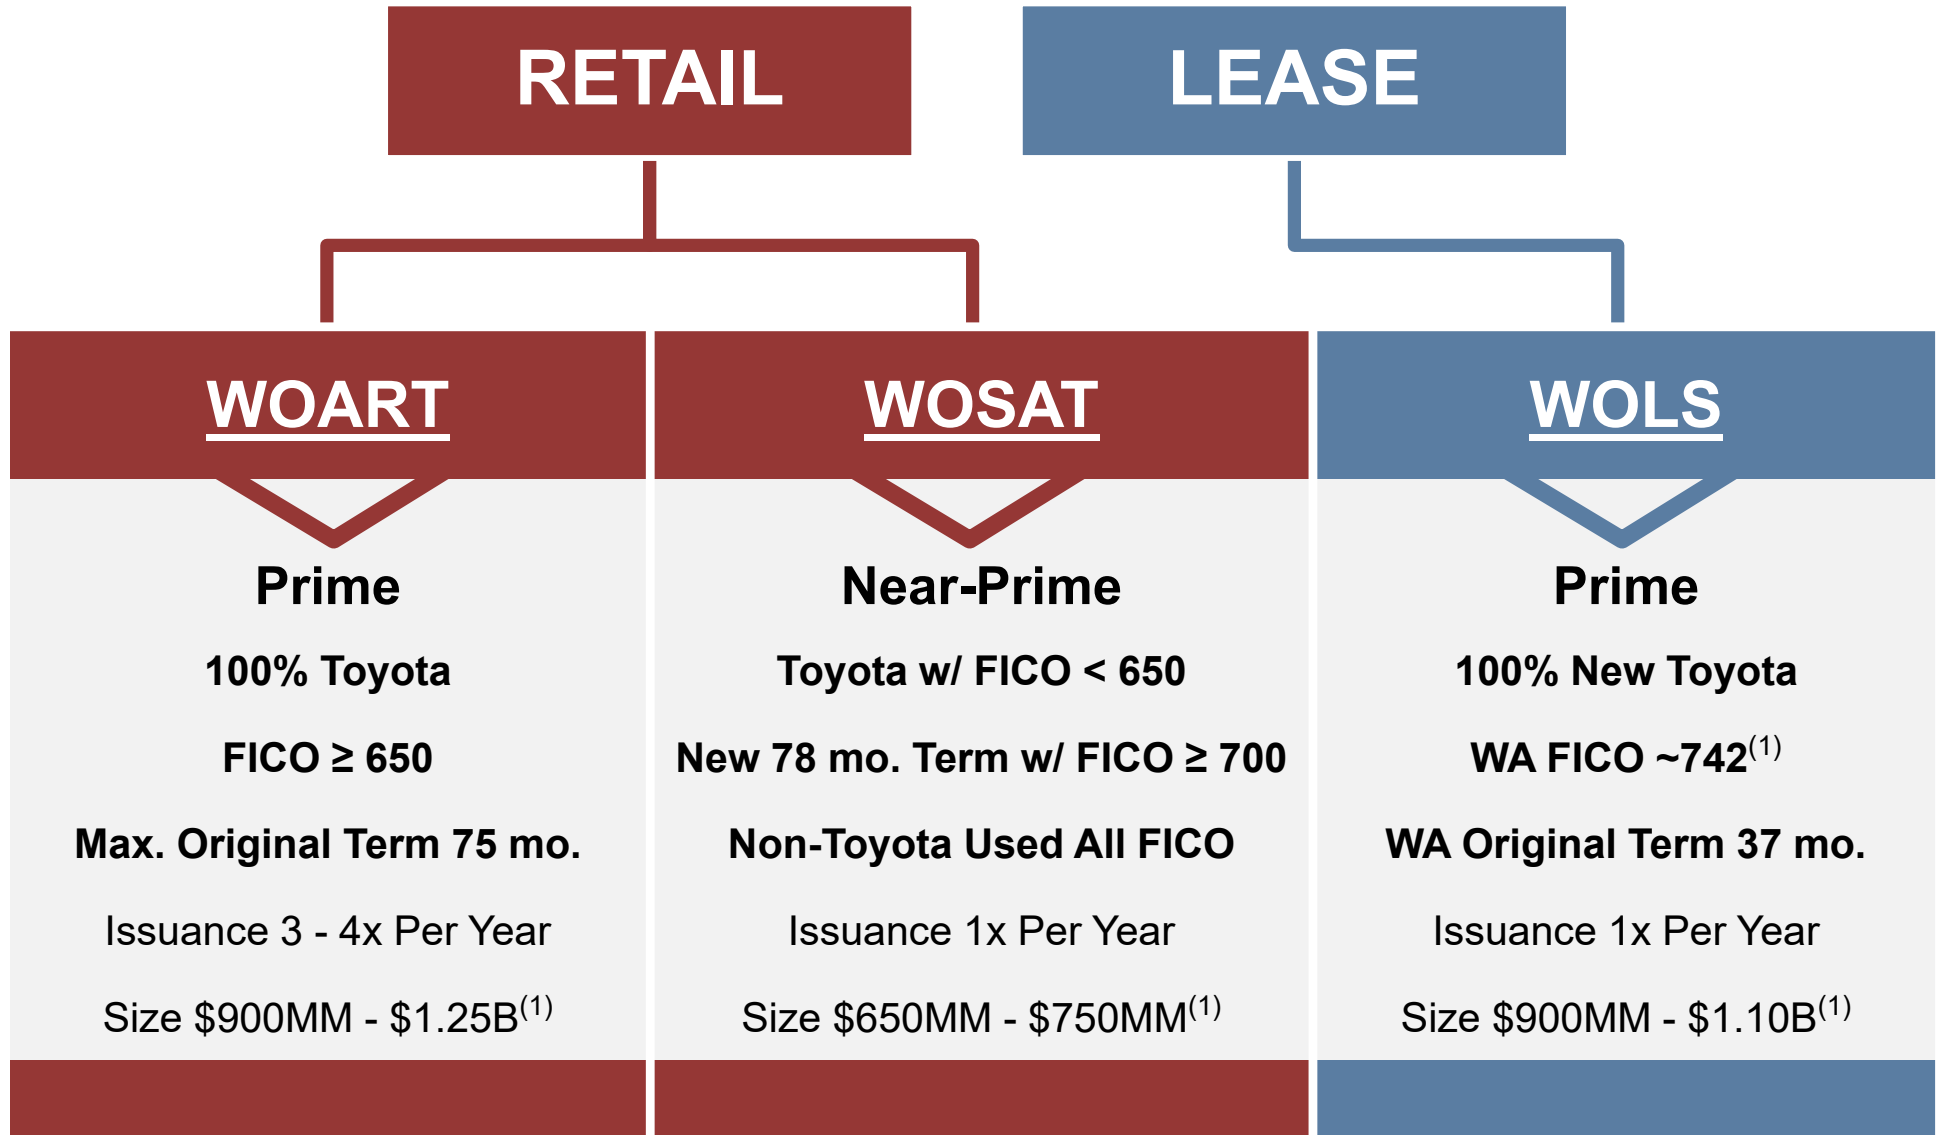 RETAIL
LEASE
WOART
Prime
100% Toyota
FICO ≥ 650
Max. Original Term 75 mo.
Issuance 3 - 4x Per Year
Size $900MM - $1.25B(1)
WOSAT
Near-Prime
Toyota w/ FICO < 650
New 78 mo. Term w/ FICO ≥ 700
Non-Toyota Used All FICO
Issuance 1x Per Year
Size $650MM - $750MM(1)
WOLS
Prime
100% New Toyota
WA FICO ~742(1)
WA Original Term 37 mo.
Issuance 1x Per Year
Size $900MM - $1.10B(1)